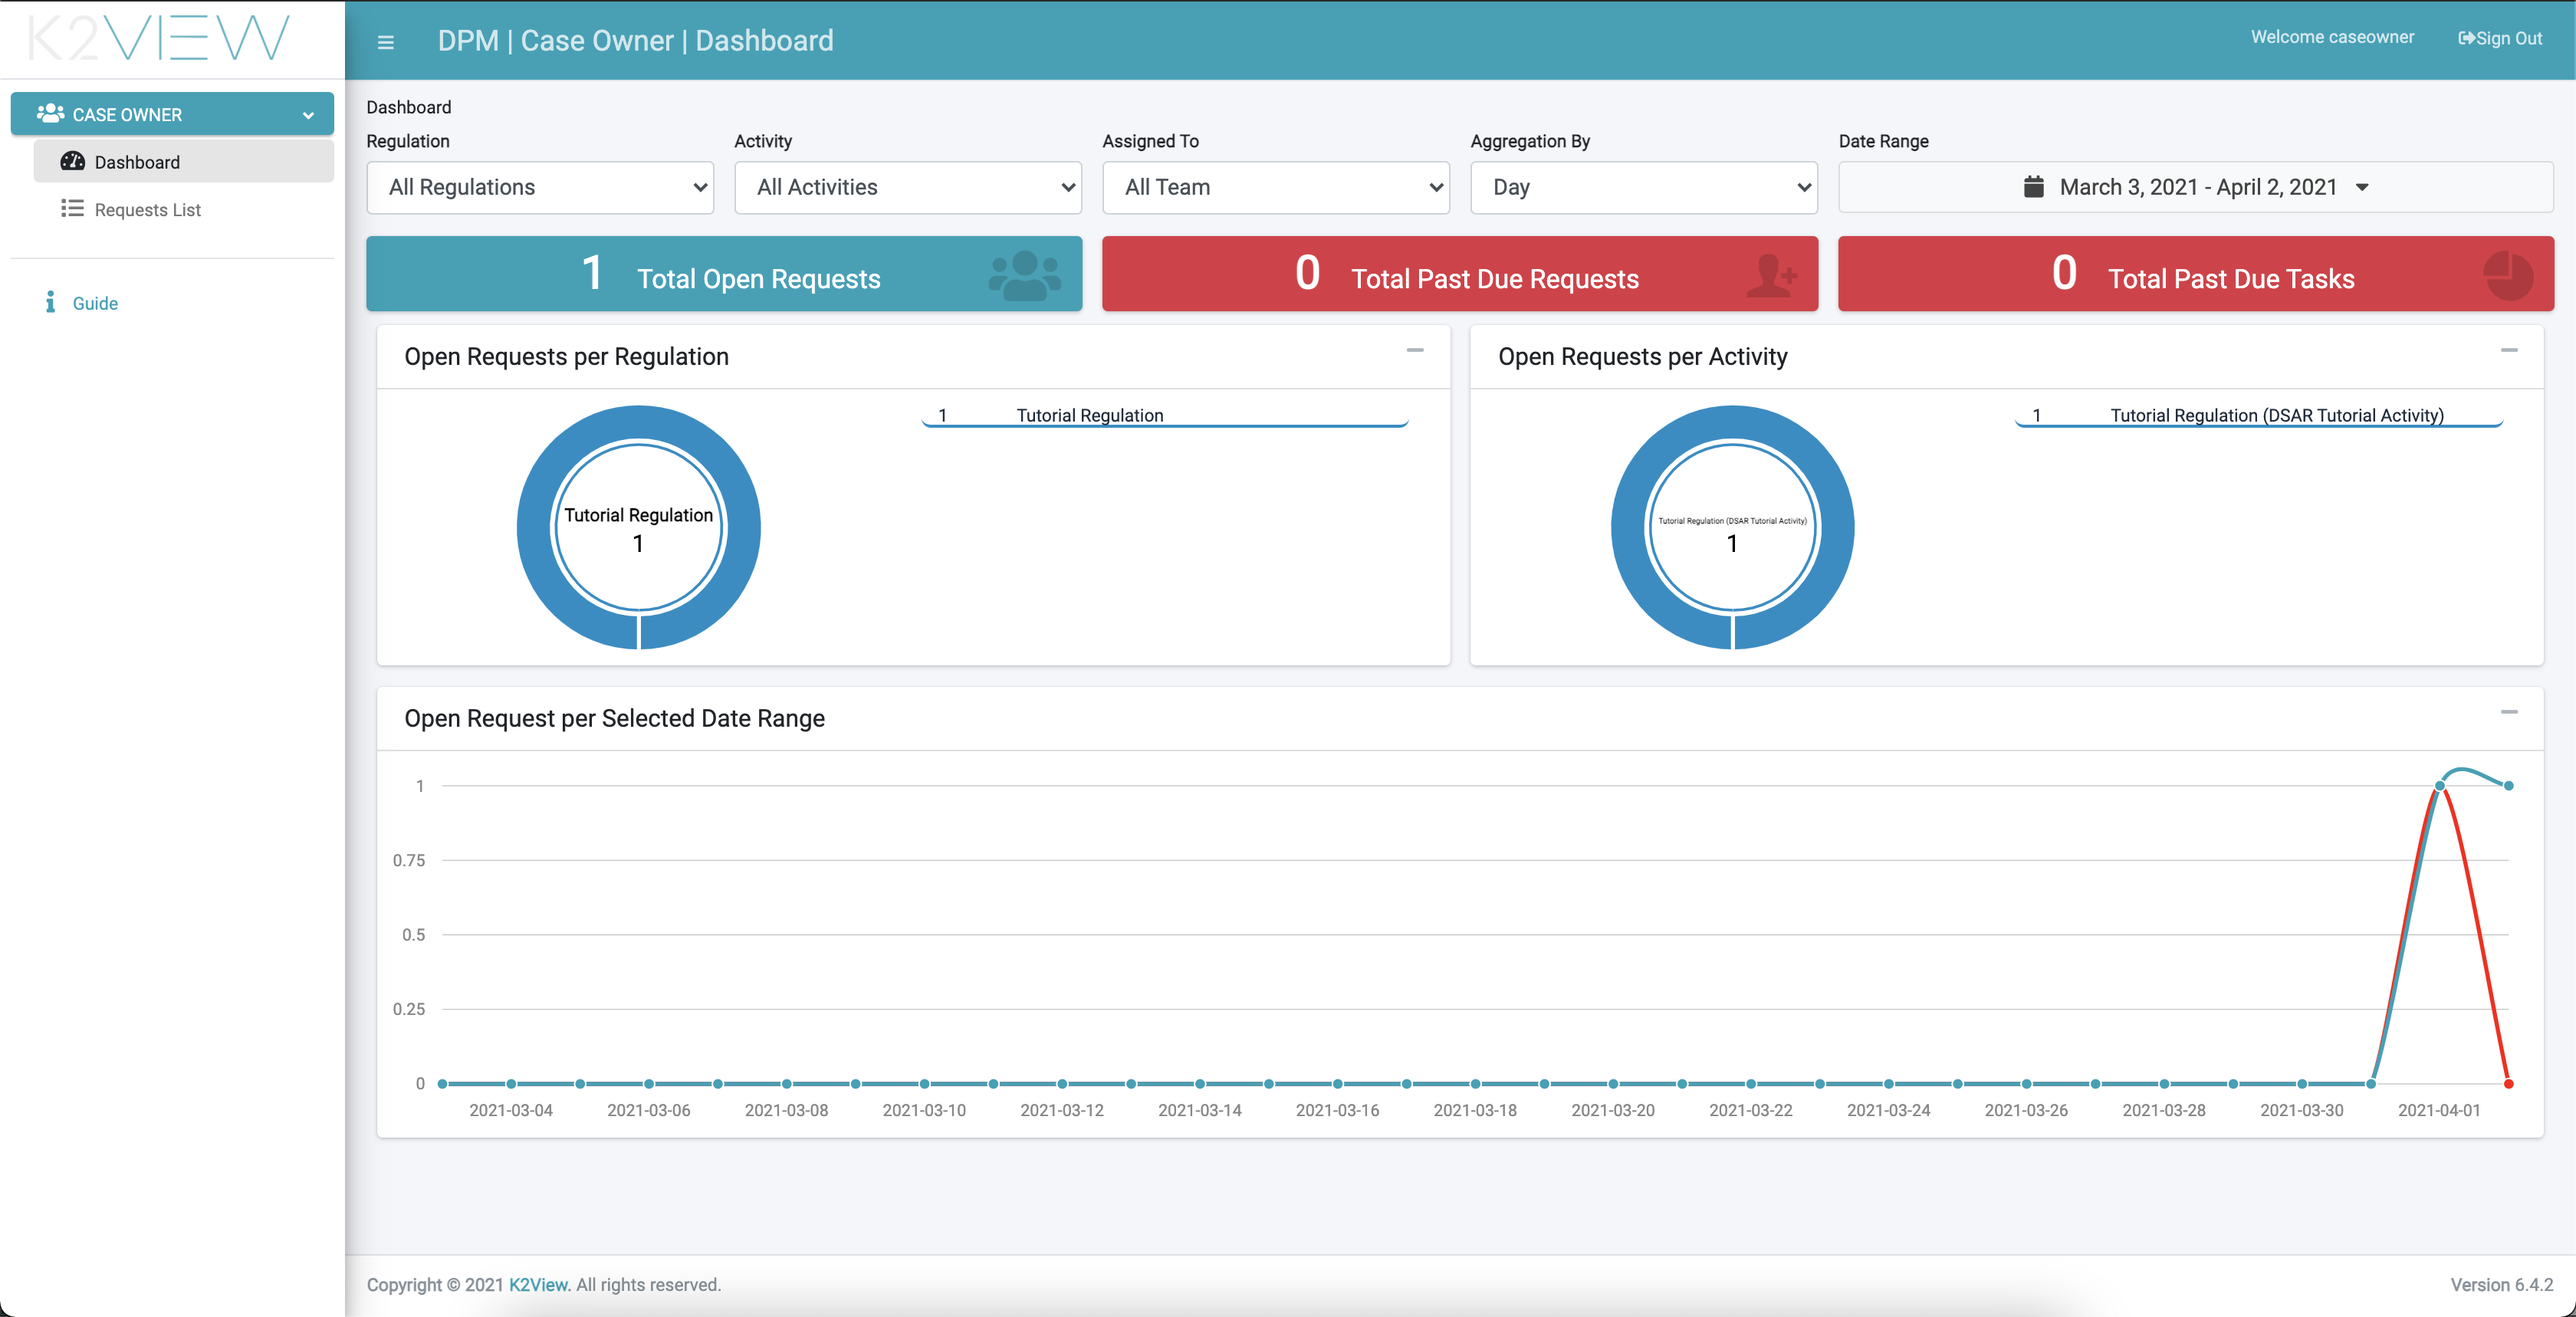 K2VIEW
DPM | Case Owner | Dashboard
Welcome caseowner
Sign Out
CASE OWNER
Dashboard
Requests List
Guide
Dashboard
Regulation
Activity
Assigned To
Aggregation By
Date Range
All Regulations
All Activities
All Team
Day
March 3, 2021 - April 2, 2021
1 Total Open Requests
0 Total Past Due Requests
0 Total Past Due Tasks
Open Requests per Regulation
1 Tutorial Regulation
Tutorial Regulation
1
Open Requests per Activity
1 Tutorial Regulation (DSAR Tutorial Activity)
Tutorial Regulation (DSAR Tutorial Activity)
1
Open Request per Selected Date Range
1
0.75
0.5
0.25
0
2021-03-04 2021-03-06 2021-03-08 2021-03-10 2021-03-12 2021-03-14 2021-03-16 2021-03-18 2021-03-20 2021-03-22 2021-03-24 2021-03-26 2021-03-28 2021-03-30 2021-04-01
Copyright © 2021 K2View. All rights reserved.
Version 6.4.2